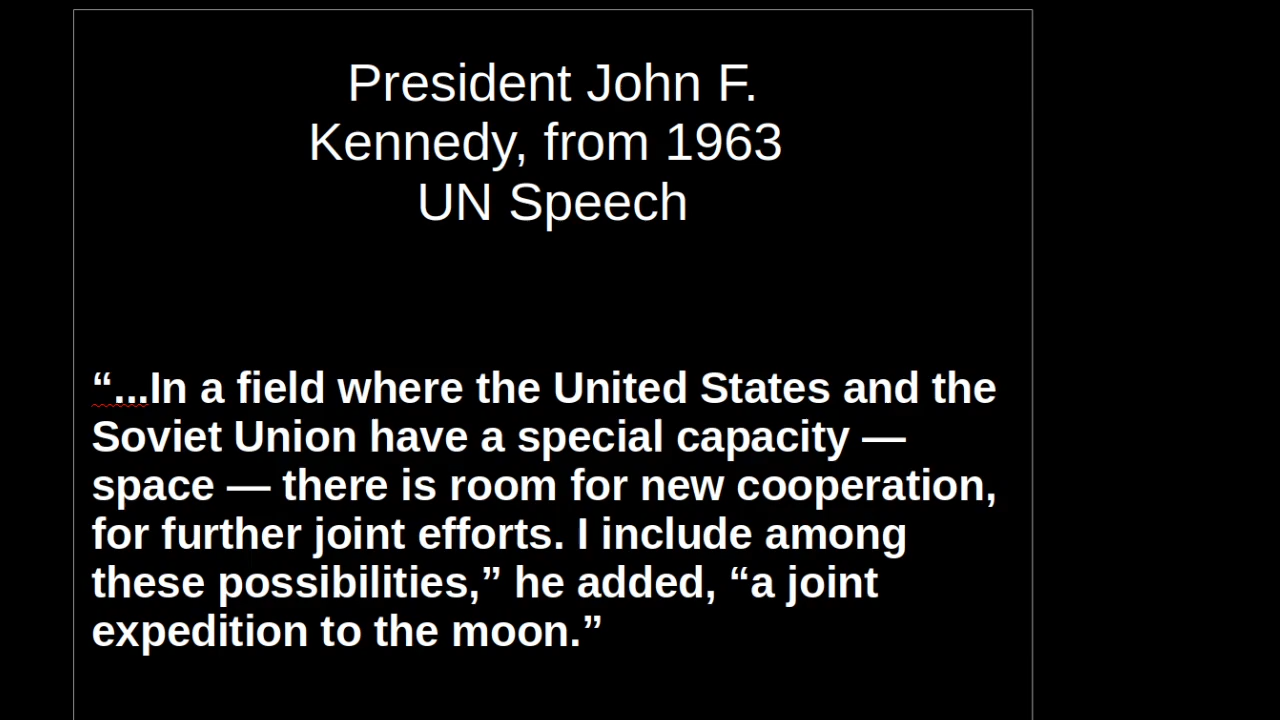 President John F.
Kennedy, from 1963
UN Speech
“...In a field where the United States and the
Soviet Union have a special capacity —
space — there is room for new cooperation,
for further joint efforts. I include among
these possibilities,” he added, “a joint
expedition to the moon.”